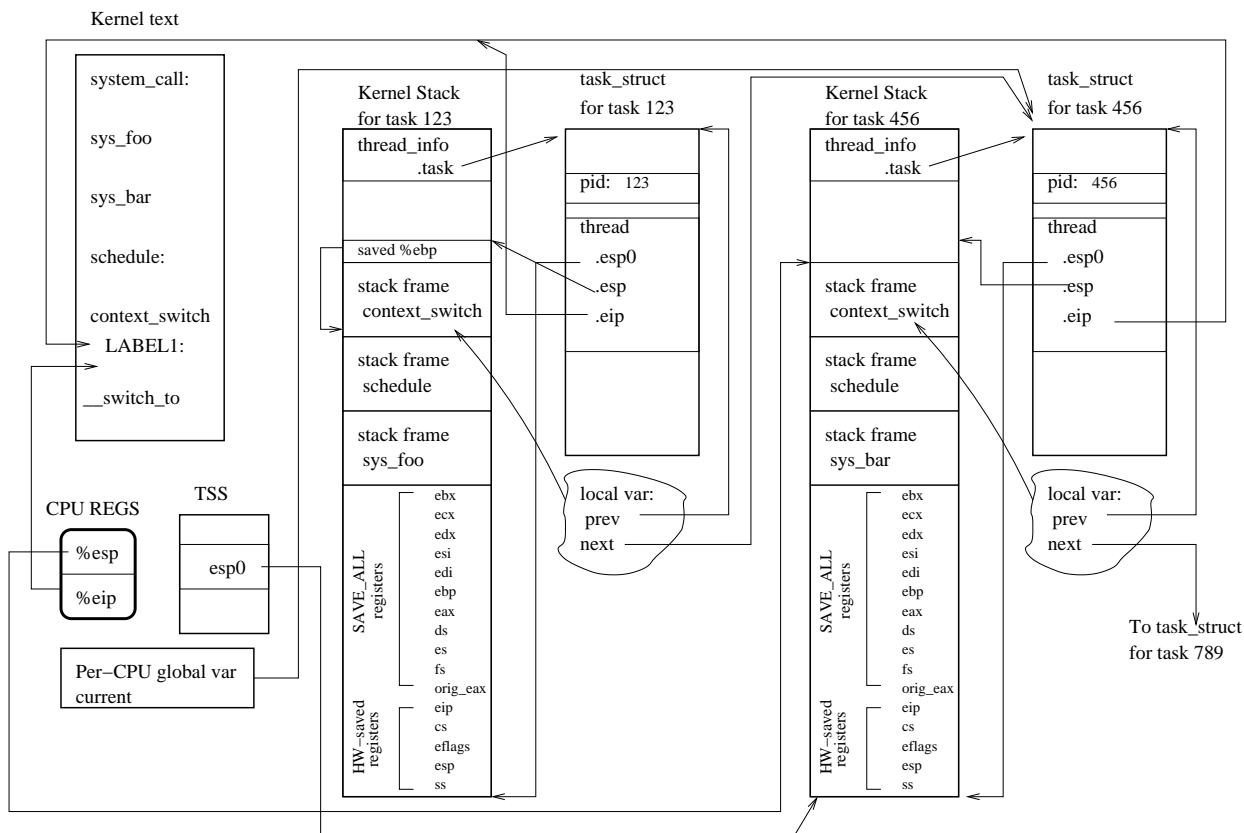 Kernel text
system_call:
sys_foo
sys_bar
schedule:
context_switch
LABEL1:
__switch_to
CPU REGS
%esp
%eip
TSS
esp0
Per−CPU global var
current
Kernel Stack
for task 123
thread_info
.task
saved %ebp
stack frame
context_switch
stack frame
schedule
stack frame
sys_foo
SAVE_ALL
registers
ebx
ecx
edx
esi
edi
ebp
eax
ds
es
fs
orig_eax
HW−saved
registers
eip
cs
eflags
esp
ss
task_struct
for task 123
pid: 123
thread
.esp0
.esp
.eip
local var:
prev
next
Kernel Stack
for task 456
thread_info
.task
stack frame
context_switch
stack frame
schedule
stack frame
sys_bar
SAVE_ALL
registers
ebx
ecx
edx
esi
edi
ebp
eax
ds
es
fs
orig_eax
HW−saved
registers
eip
cs
eflags
esp
ss
task_struct
for task 456
pid: 456
thread
.esp0
.esp
.eip
local var:
prev
next
To task_struct
for task 789